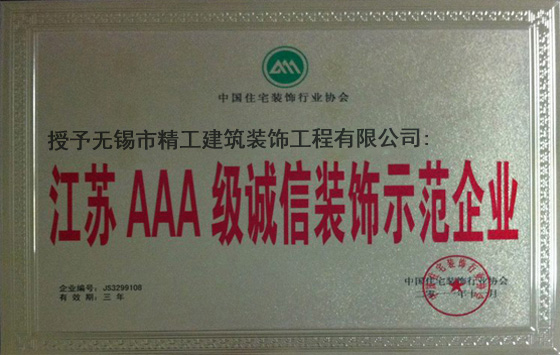 中国住宅装饰行业协会
授予无锡市精工建筑装饰工程有限公司:
江苏AAA级诚信装饰示范企业
企业编号: JS3299108
有效期: 三年
中国住宅装饰行业协会